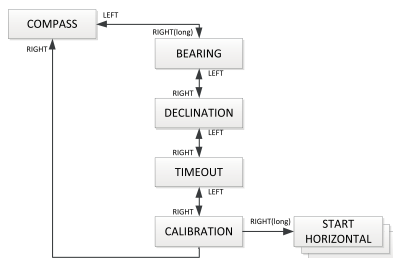 COMPASS
LEFT
RIGHT(long)
RIGHT
BEARING
LEFT
RIGHT
DECLINATION
LEFT
RIGHT
TIMEOUT
LEFT
RIGHT
CALIBRATION
RIGHT(long)
START
HORIZONTAL